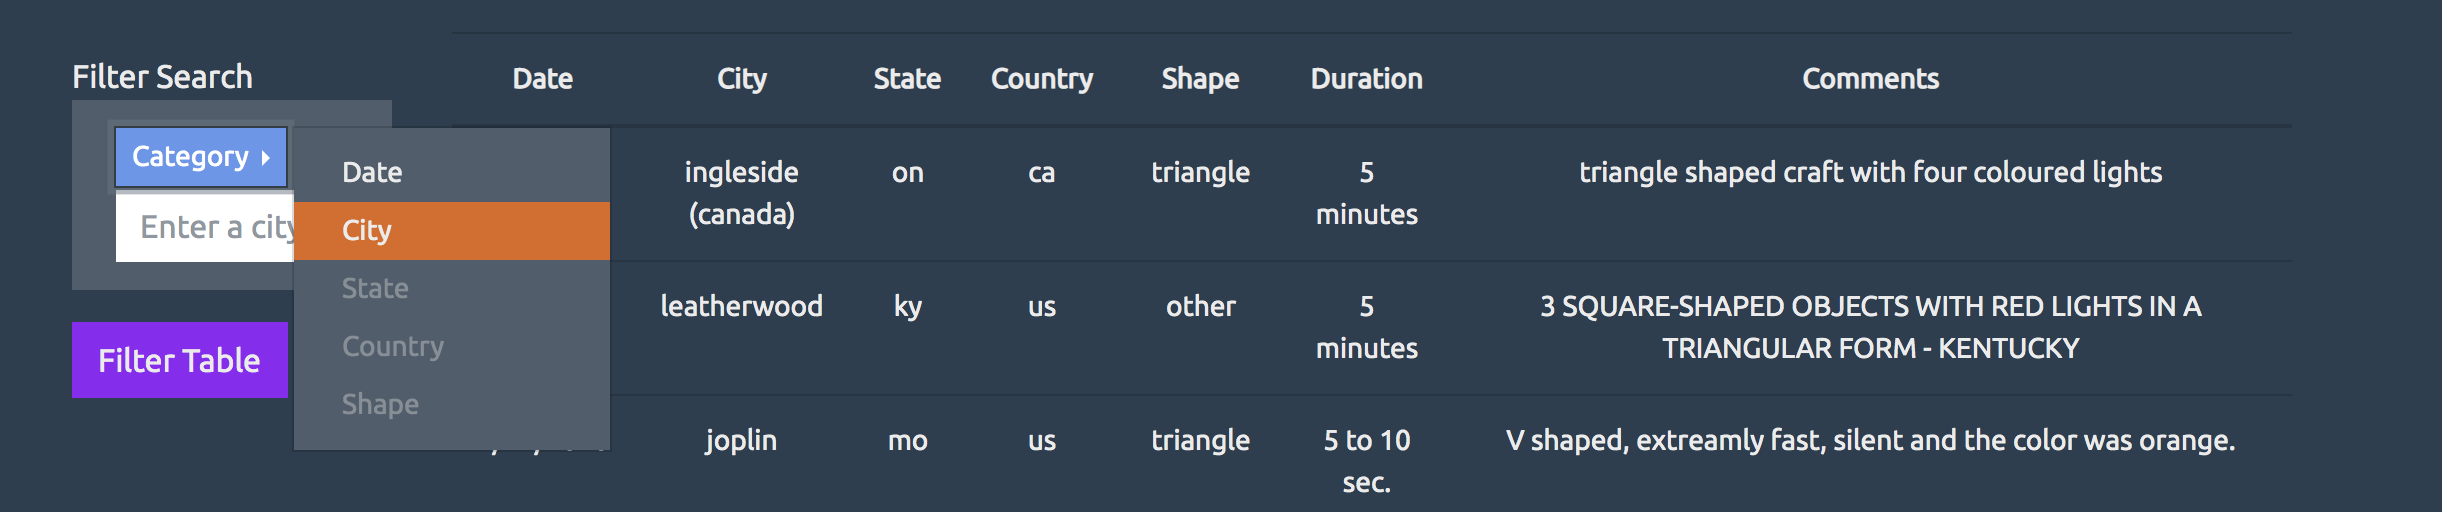 Filter Search
Category
Enter a city
Filter Table
Date
City
State
Country
Shape
Date City State Country Shape Duration Comments
ingleside (canada) on ca triangle 5 minutes triangle shaped craft with four coloured lights
leatherwood ky us other 5 minutes 3 SQUARE-SHAPED OBJECTS WITH RED LIGHTS IN A TRIANGULAR FORM - KENTUCKY
joplin mo us triangle 5 to 10 sec. V shaped, extreamly fast, silent and the color was orange.